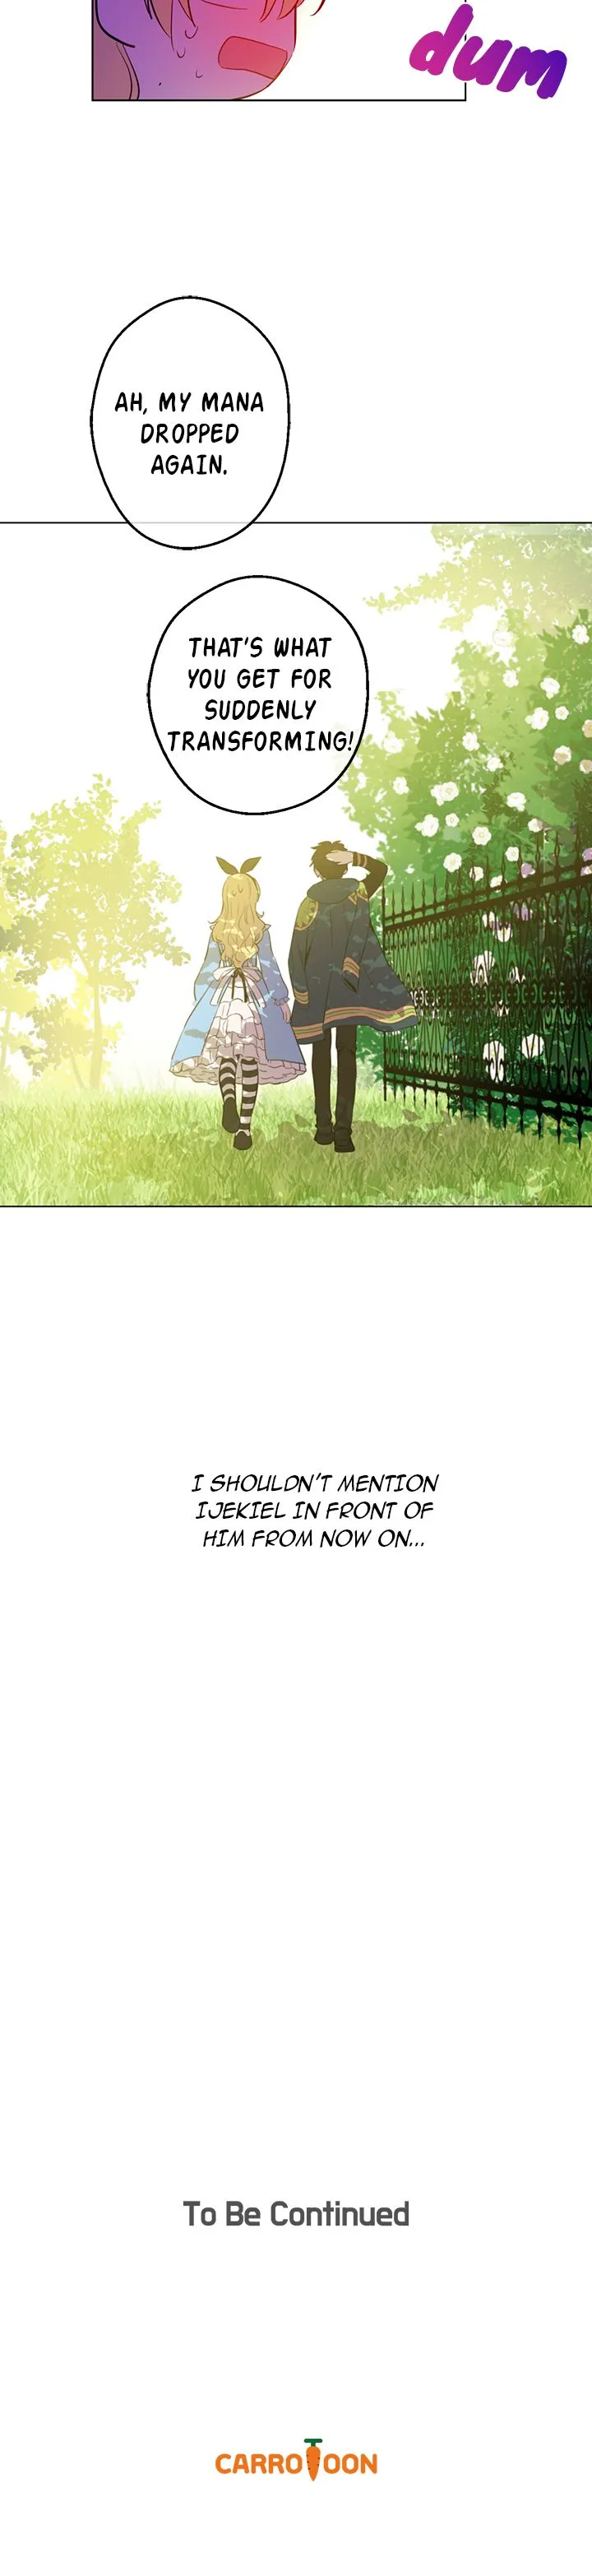 dum
AH, MY MANA
DROPPED
AGAIN.
THAT'S WHAT
YOU GET FOR
SUDDENLY
TRANSFORMING!
I SHOULDN'T MENTION
IJEKIEL IN FRONT OF
HIM FROM NOW ON...
To Be Continued
CARROTOON